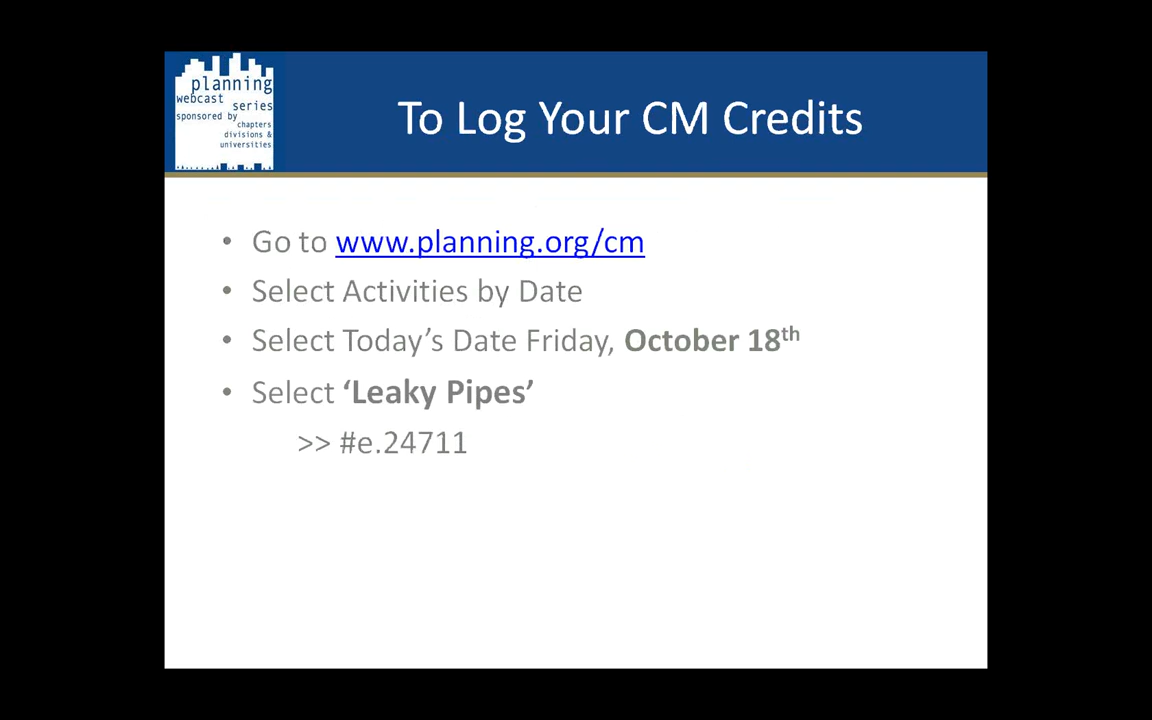 planning
webcast series
sponsored by
chapters
divisions &
universities
To Log Your CM Credits
• Go to www.planning.org/cm
• Select Activities by Date
• Select Today’s Date Friday, October 18th
• Select ‘Leaky Pipes’
>> #e.24711